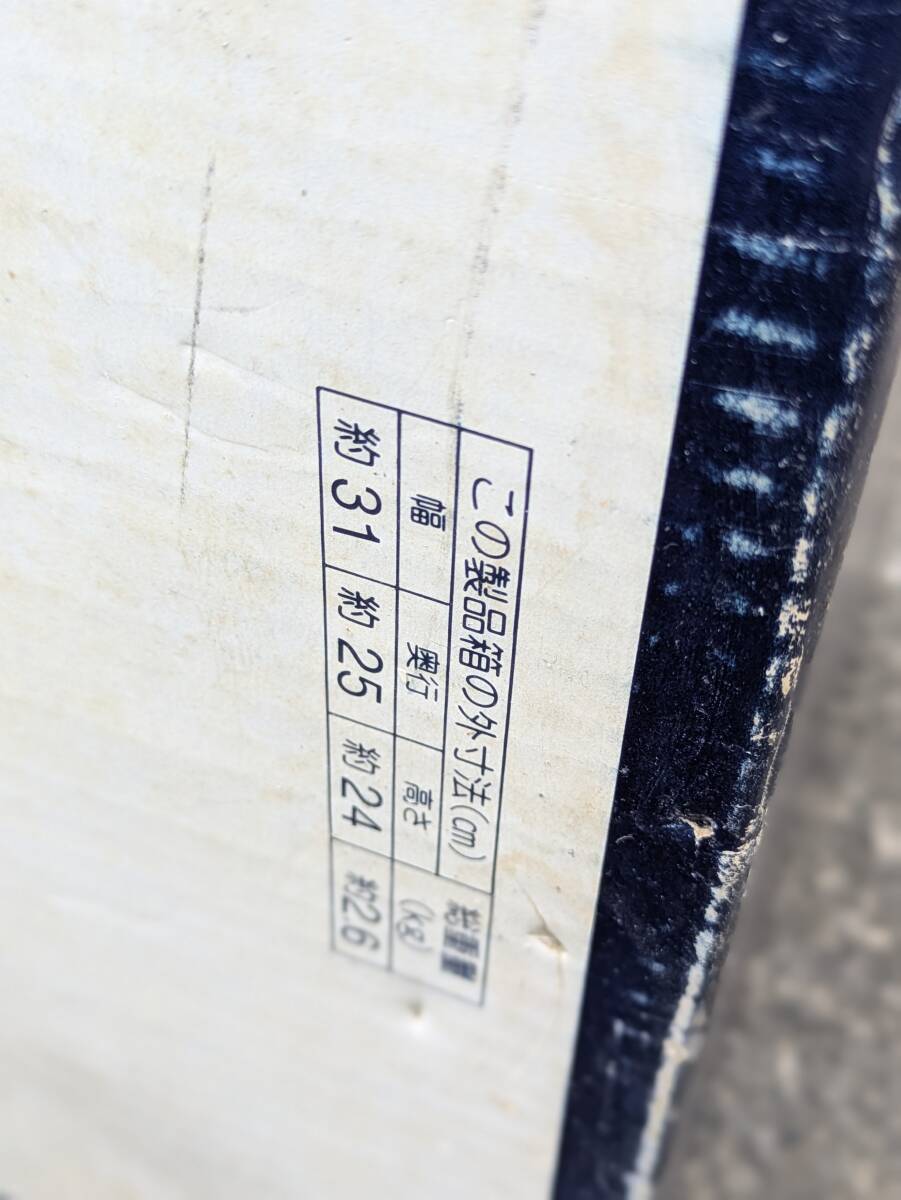 この製品箱の外寸法(cm) 総重量(kg)
幅 奥行 高さ
約31 約25 約24 約2.6